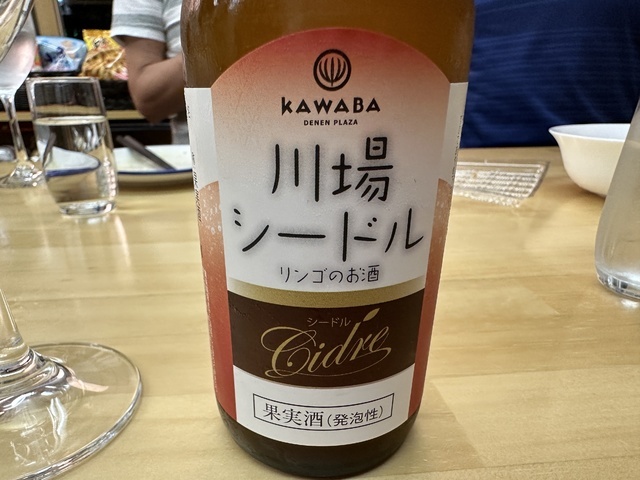 KAWABA
DENEN PLAZA
川場
シードル
リンゴのお酒
シードル
Cidre
果実酒(発泡性)